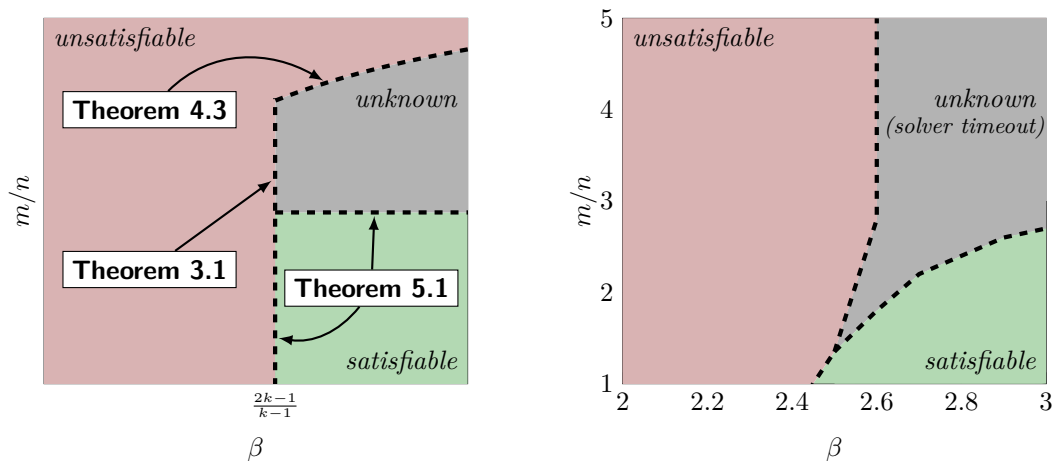 unsatisfiable
unknown
Theorem 4.3
m/n
Theorem 3.1
Theorem 5.1
satisfiable
2k−1
k−1
β
5
unsatisfiable
unknown
(solver timeout)
4
3
m/n
2
satisfiable
1
2 2.2 2.4 2.6 2.8 3
β